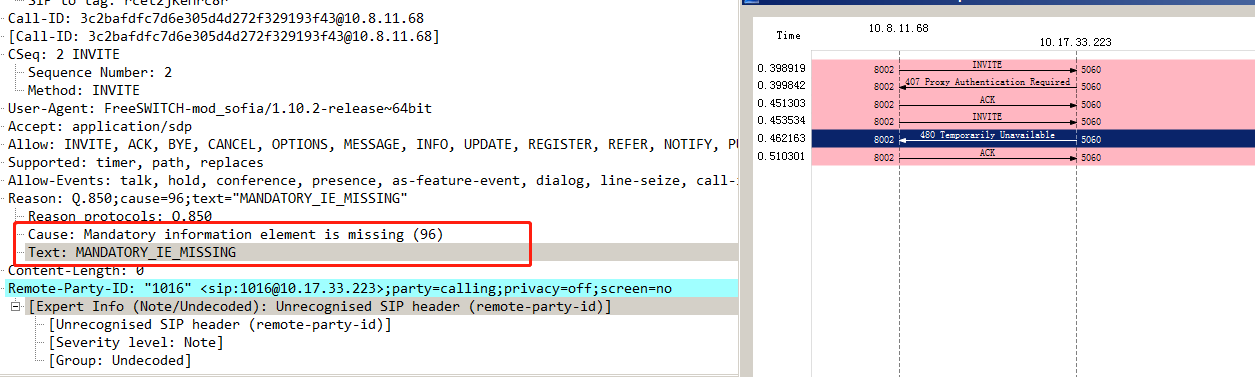 Call-ID: 3c2bafdfc7d6e305d4d272f329193f43@10.8.11.68
[Call-ID: 3c2bafdfc7d6e305d4d272f329193f43@10.8.11.68]
CSeq: 2 INVITE
Sequence Number: 2
Method: INVITE
User-Agent: FreeSWITCH-mod_sofia/1.10.2-release~64bit
Accept: application/sdp
Allow: INVITE, ACK, BYE, CANCEL, OPTIONS, MESSAGE, INFO, UPDATE, REGISTER, REFER, NOTIFY,
Supported: timer, path, replaces
Allow-Events: talk, hold, conference, presence, as-feature-event, dialog, line-seize,
Reason: Q.850;cause=96;text="MANDATORY_IE_MISSING"
Reason protocols: Q.850
Cause: Mandatory information element is missing (96)
Text: MANDATORY_IE_MISSING
Content-Length: 0
Remote-Party-ID: "1016" <sip:1016@10.17.33.223>;party=calling;privacy=off;screen=no
[Expert Info (Note/Undecoded): Unrecognised SIP header (remote-party-id)]
[Unrecognised SIP header (remote-party-id)]
[Severity level: Note]
[Group: Undecoded]
Time
10.8.11.68
10.17.33.223
0.398919 8002 INVITE 5060
0.399842 8002 407 Proxy Authentication Required 5060
0.451303 8002 ACK 5060
0.453534 8002 INVITE 5060
0.462163 8002 480 Temporarily Unavailable 5060
0.510301 8002 ACK 5060